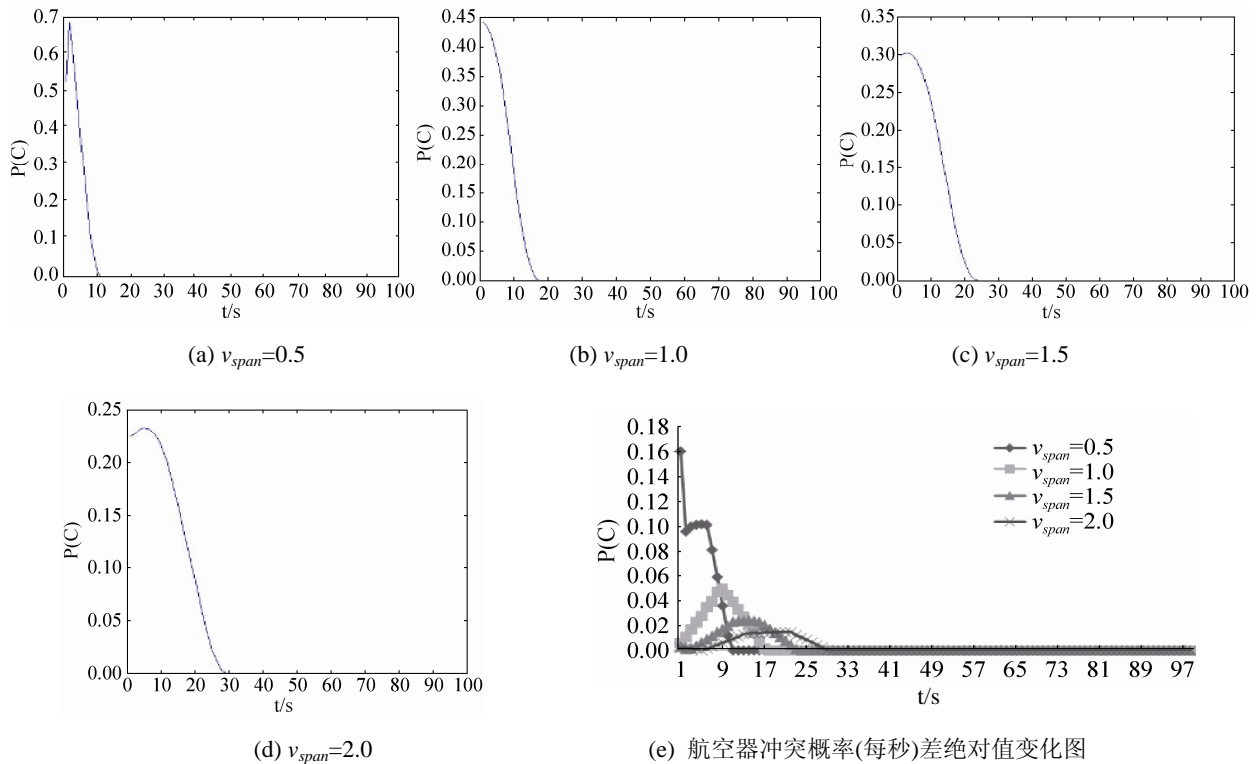 0.7
0.6
0.5
0.4
0.3
0.2
0.1
0.0
P(C)
0 10 20 30 40 50 60 70 80 90 100
t/s
(a) vspan=0.5
0.45
0.40
0.35
0.30
0.25
0.20
0.15
0.10
0.05
0.00
P(C)
0 10 20 30 40 50 60 70 80 90 100
t/s
(b) vspan=1.0
0.35
0.30
0.25
0.20
0.15
0.10
0.05
0.00
P(C)
0 10 20 30 40 50 60 70 80 90 100
t/s
(c) vspan=1.5
0.25
0.20
0.15
0.10
0.05
0.00
P(C)
0 10 20 30 40 50 60 70 80 90 100
t/s
(d) vspan=2.0
0.18
0.16
0.14
0.12
0.10
0.08
0.06
0.04
0.02
0.00
P(C)
vspan=0.5
vspan=1.0
vspan=1.5
vspan=2.0
1 9 17 25 33 41 49 57 65 73 81 89 97
t/s
(e) 航空器冲突概率(每秒)差绝对值变化图